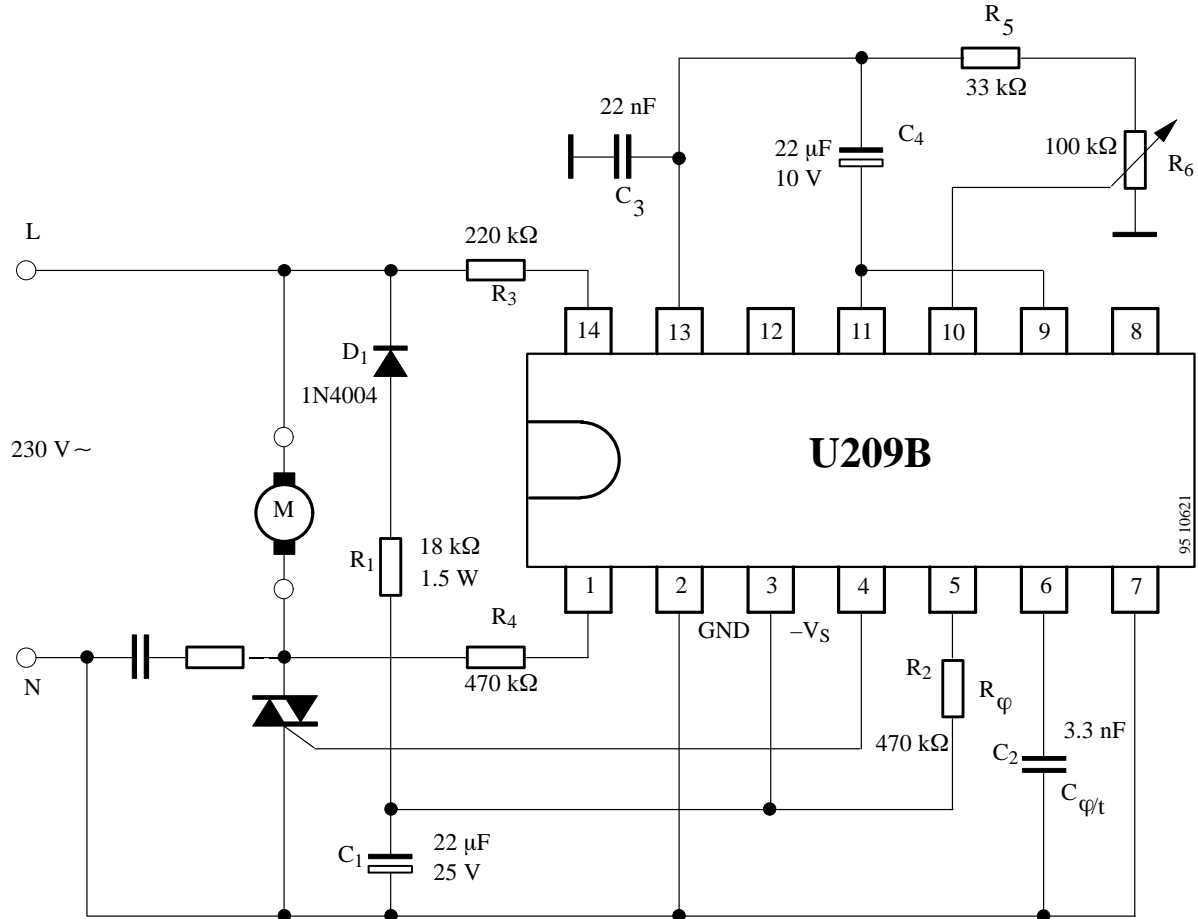 R5
33 kΩ
22 nF
C3
22 μF
10 V
C4
100 kΩ
R6
L
220 kΩ
R3
14
13
12
11
10
9
8
D1
1N4004
230 V~
M
U209B
95 10621
R1
18 kΩ
1.5 W
1
2
3
4
5
6
7
GND
–VS
N
R4
470 kΩ
R2
Rφ
470 kΩ
3.3 nF
C2
Cφ/t
C1
22 μF
25 V